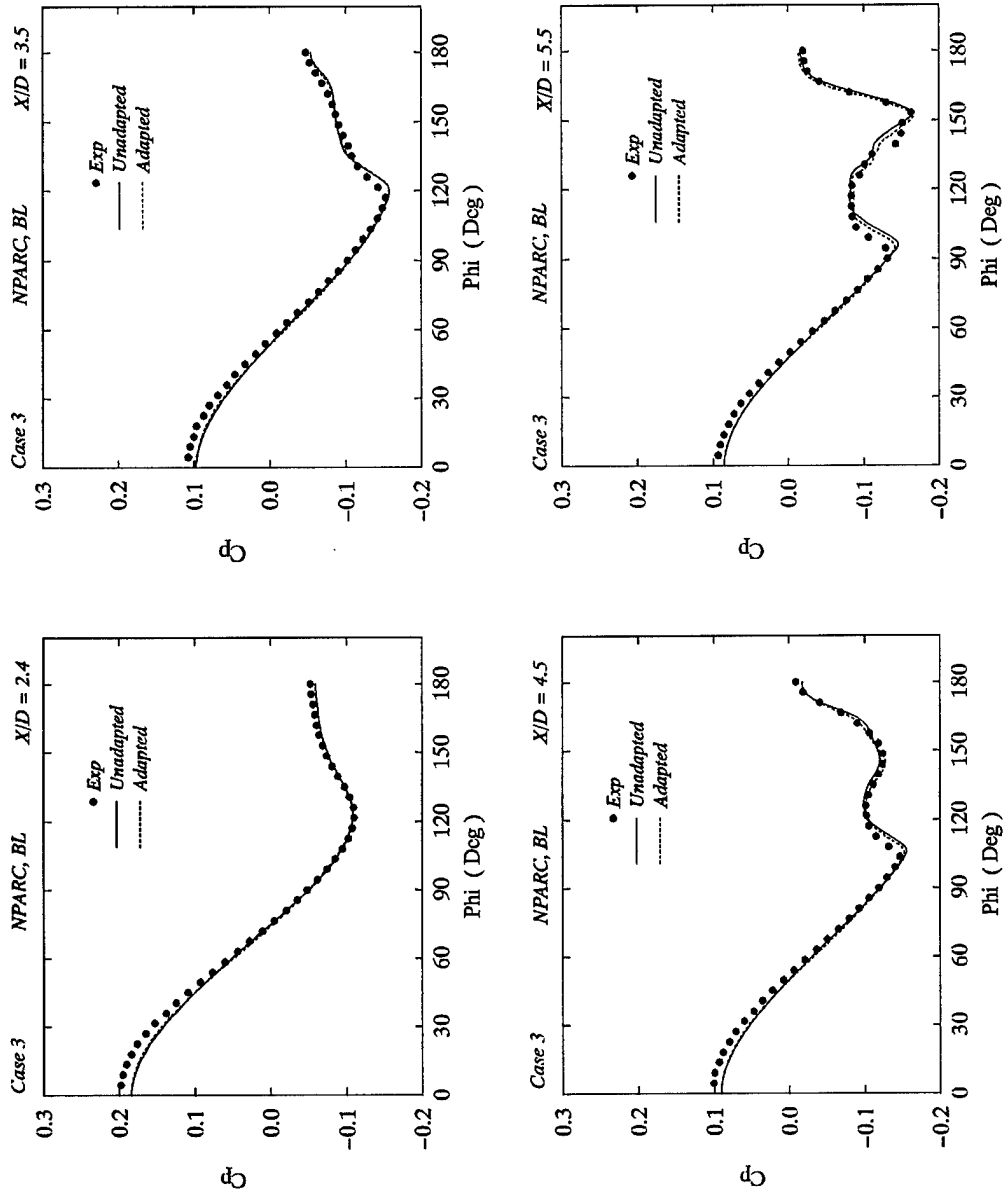 Case 3 NPARC, BL X/D = 2.4
Exp
Unadapted
Adapted
0.3
0.2
0.1
0.0
−0.1
−0.2
Cp
0 30 60 90 120 150 180
Phi ( Dcg )
Case 3 NPARC, BL X/D = 3.5
Exp
Unadapted
Adapted
0.3
0.2
0.1
0.0
−0.1
−0.2
Cp
0 30 60 90 120 150 180
Phi ( Dcg )
Case 3 NPARC, BL X/D = 4.5
Exp
Unadapted
Adapted
0.3
0.2
0.1
0.0
−0.1
−0.2
Cp
0 30 60 90 120 150 180
Phi ( Deg )
Case 3 NPARC, BL X/D = 5.5
Exp
Unadapted
Adapted
0.3
0.2
0.1
0.0
−0.1
−0.2
Cp
0 30 60 90 120 150 180
Phi ( Dcg )